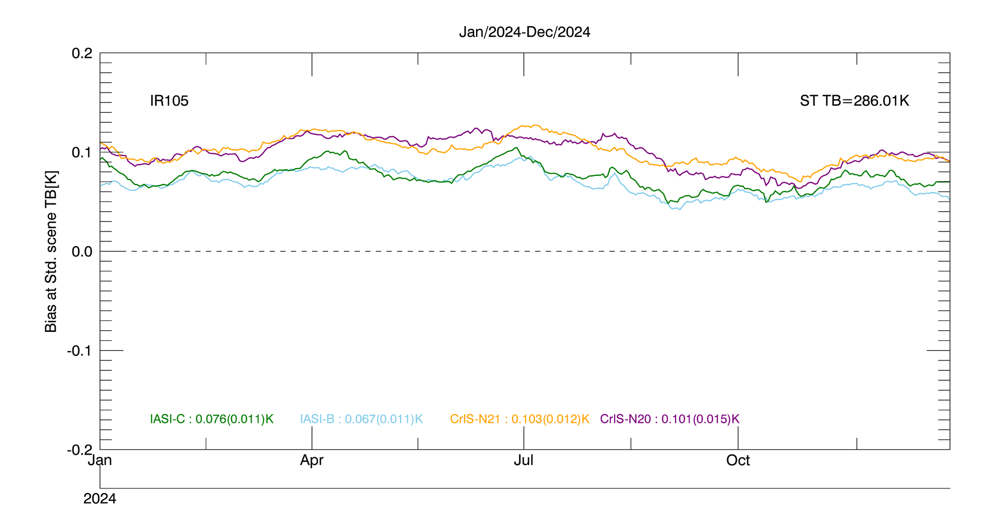 Jan/2024-Dec/2024
0.2
IR105 ST TB=286.01K
0.1
0.0
-0.1
-0.2
Bias at Std. scene TB[K]
IASI-C : 0.076(0.011)K IASI-B : 0.067(0.011)K CrIS-N21 : 0.103(0.012)K CrIS-N20 : 0.101(0.015)K
Jan Apr Jul Oct
2024